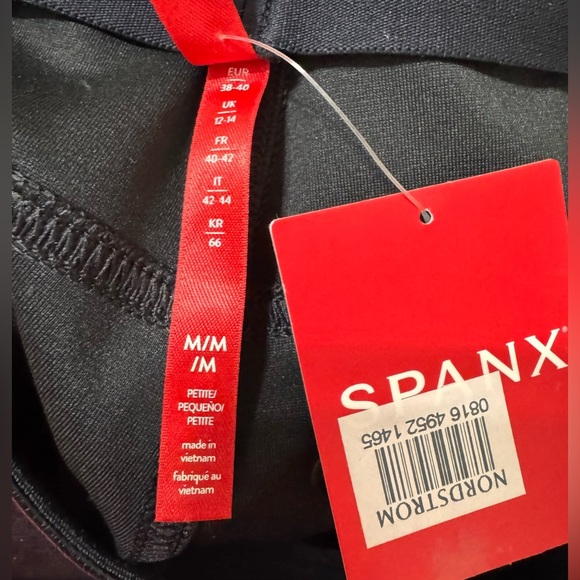 EUR
38-40
UK
12-14
FR
40-42
IT
42-44
KR
66
M/M
/M
PETITE/
PEQUEÑO/
PETITE
made in
vietnam
fabriqué au
vietnam
SPANX
NORDSTROM
0816 4952 1465